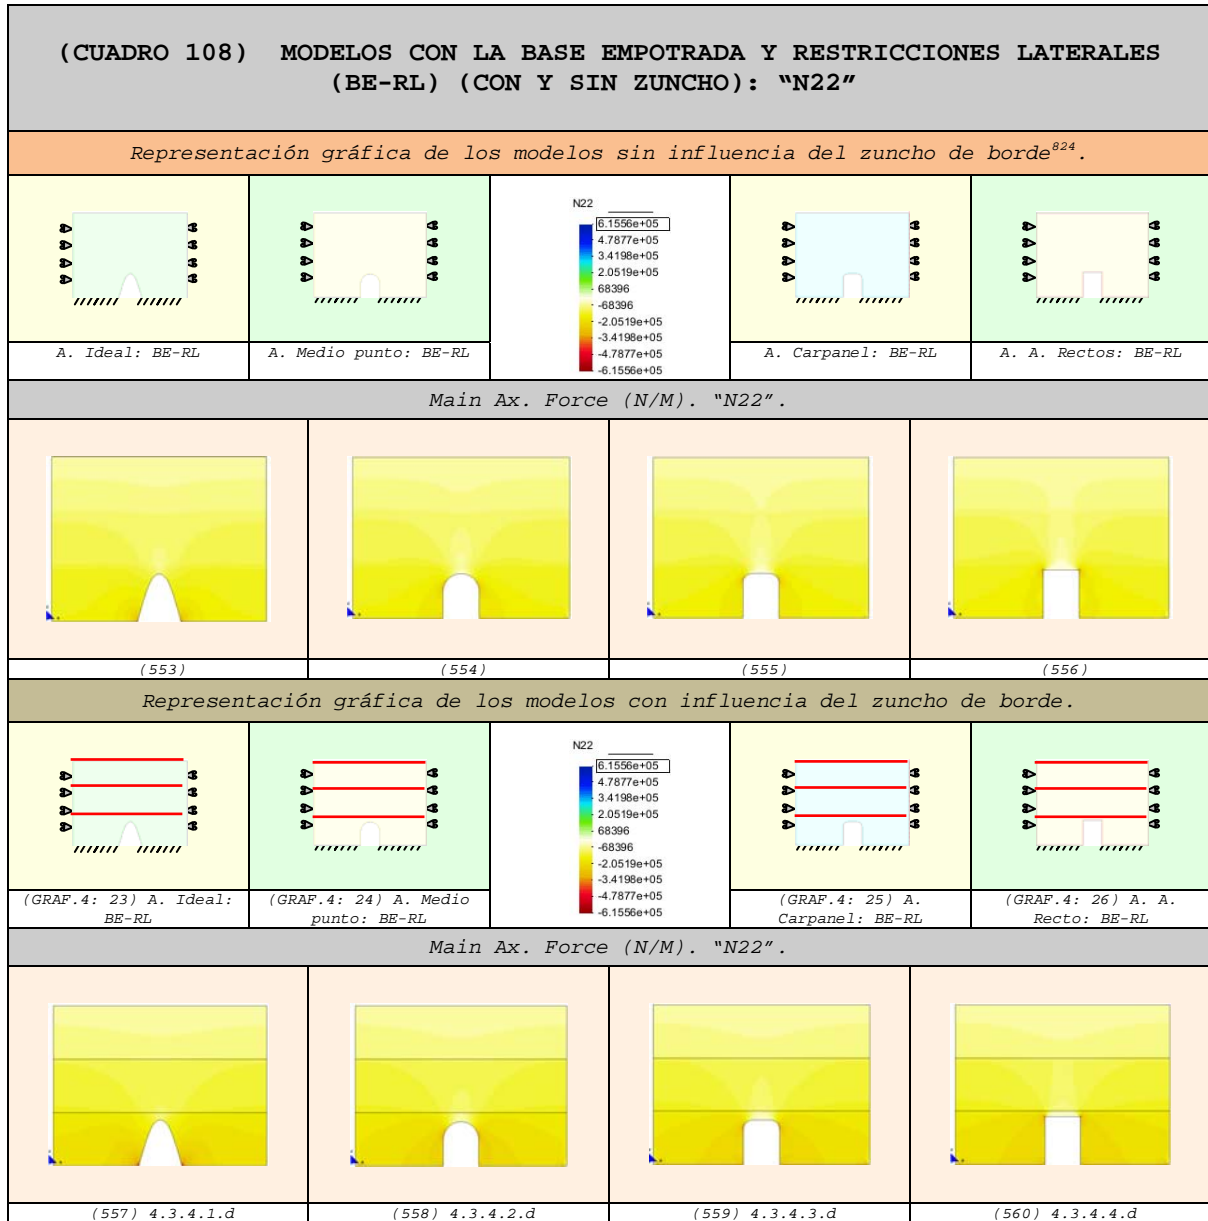 (CUADRO 108)  MODELOS CON LA BASE EMPOTRADA Y RESTRICCIONES LATERALES
(BE-RL) (CON Y SIN ZUNCHO): “N22”
Representación gráfica de los modelos sin influencia del zuncho de borde824.
N22
6.1556e+05
4.7877e+05
3.4198e+05
2.0519e+05
68396
-68396
-2.0519e+05
-3.4198e+05
-4.7877e+05
-6.1556e+05
A. Ideal: BE-RL
A. Medio punto: BE-RL
A. Carpanel: BE-RL
A. A. Rectos: BE-RL
Main Ax. Force (N/M). “N22”.
(553)
(554)
(555)
(556)
Representación gráfica de los modelos con influencia del zuncho de borde.
N22
6.1556e+05
4.7877e+05
3.4198e+05
2.0519e+05
68396
-68396
-2.0519e+05
-3.4198e+05
-4.7877e+05
-6.1556e+05
(GRAF.4: 23) A. Ideal:
BE-RL
(GRAF.4: 24) A. Medio
punto: BE-RL
(GRAF.4: 25) A.
Carpanel: BE-RL
(GRAF.4: 26) A. A.
Recto: BE-RL
Main Ax. Force (N/M). “N22”.
(557) 4.3.4.1.d
(558) 4.3.4.2.d
(559) 4.3.4.3.d
(560) 4.3.4.4.d